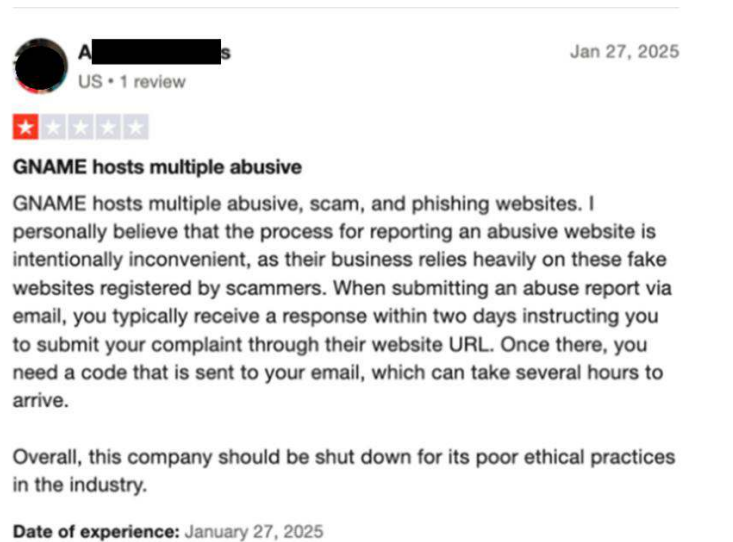 A s
Jan 27, 2025
US • 1 review
GNAME hosts multiple abusive
GNAME hosts multiple abusive, scam, and phishing websites. I
personally believe that the process for reporting an abusive website is
intentionally inconvenient, as their business relies heavily on these fake
websites registered by scammers. When submitting an abuse report via
email, you typically receive a response within two days instructing you
to submit your complaint through their website URL. Once there, you
need a code that is sent to your email, which can take several hours to
arrive.
Overall, this company should be shut down for its poor ethical practices
in the industry.
Date of experience: January 27, 2025